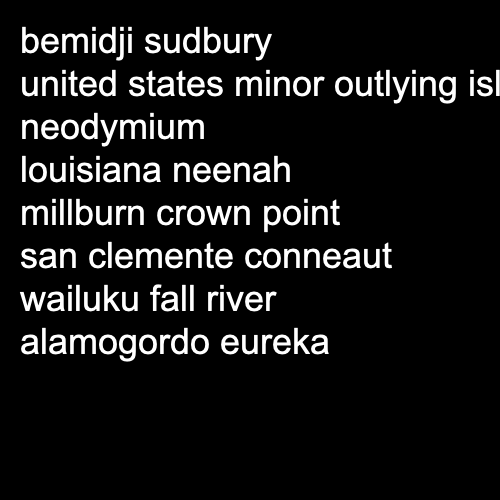 bemidji sudbury
united states minor outlying isl
neodymium
louisiana neenah
millburn crown point
san clemente conneaut
wailuku fall river
alamogordo eureka